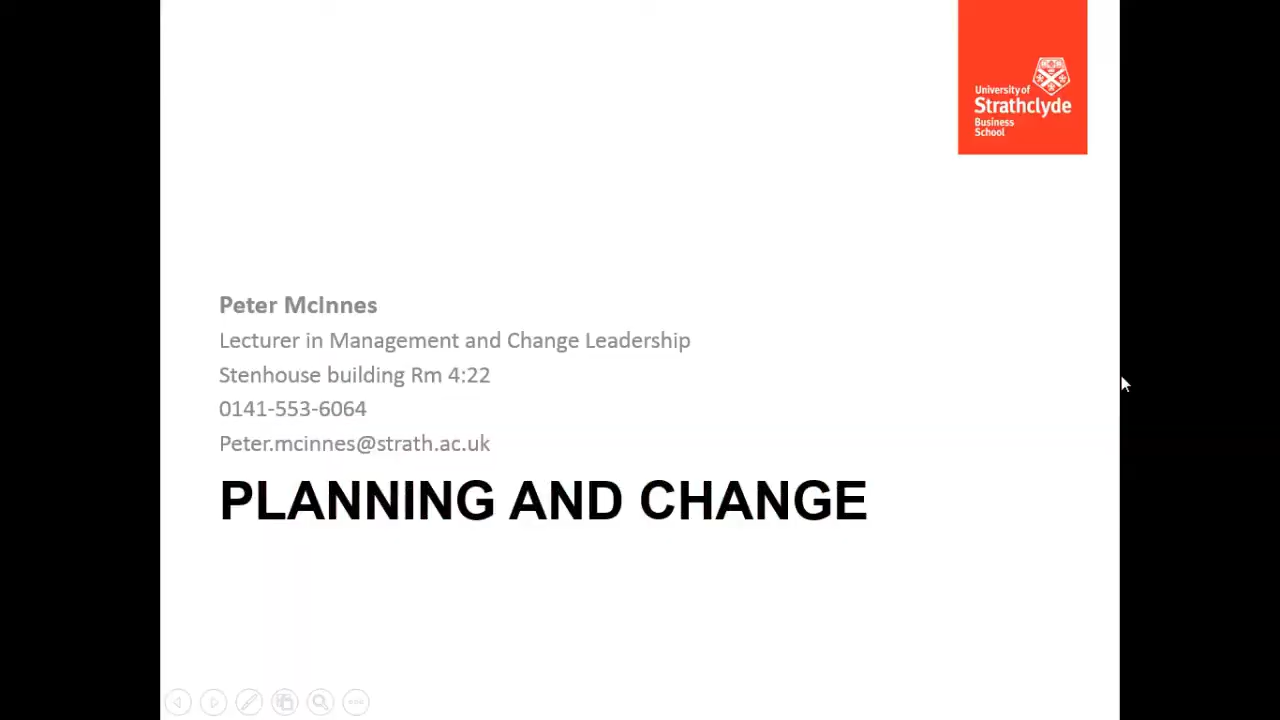 University of
Strathclyde
Business
School
Peter McInnes
Lecturer in Management and Change Leadership
Stenhouse building Rm 4:22
0141-553-6064
Peter.mcinnes@strath.ac.uk
PLANNING AND CHANGE